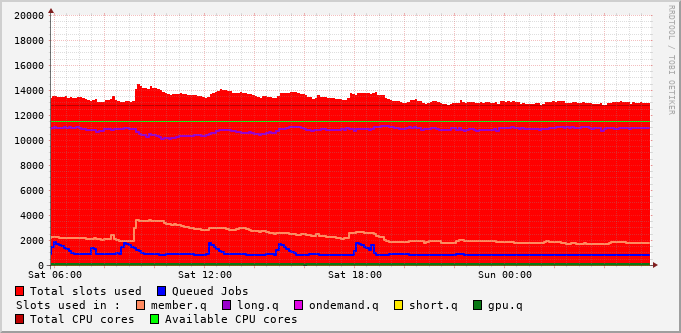 RRDTOOL / TOBI OETIKER
20000
18000
16000
14000
12000
10000
8000
6000
4000
2000
0
Sat 06:00 Sat 12:00 Sat 18:00 Sun 00:00
Total slots used Queued Jobs
Slots used in : member.q long.q ondemand.q short.q gpu.q
Total CPU cores Available CPU cores